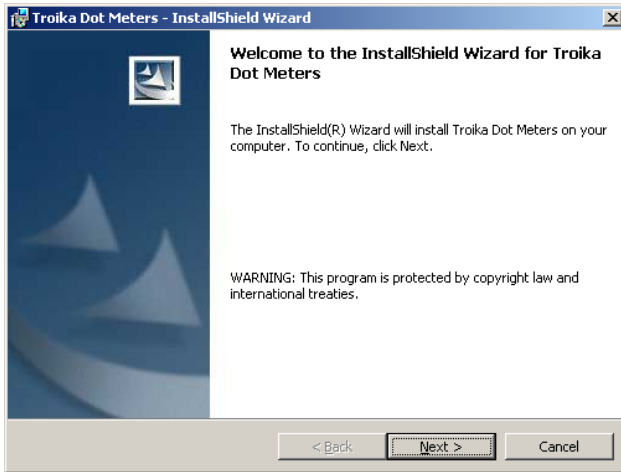 Troika Dot Meters - InstallShield Wizard
Welcome to the InstallShield Wizard for Troika
Dot Meters
The InstallShield(R) Wizard will install Troika Dot Meters on your
computer. To continue, click Next.
WARNING: This program is protected by copyright law and
international treaties.
< Back
Next >
Cancel